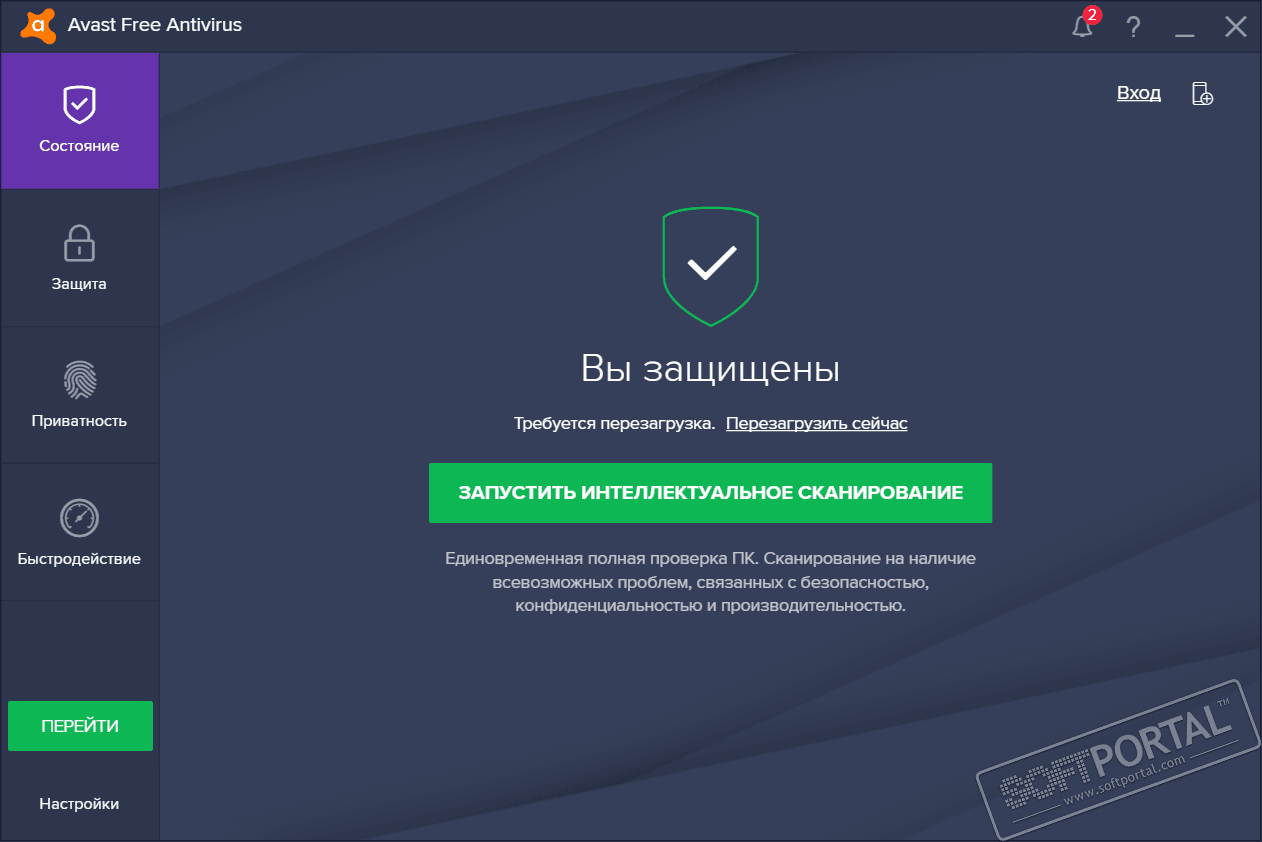 Avast Free Antivirus
2
?
Вход
Состояние
Защита
Приватность
Быстродействие
Вы защищены
Требуется перезагрузка. Перезагрузить сейчас
ЗАПУСТИТЬ ИНТЕЛЛЕКТУАЛЬНОЕ СКАНИРОВАНИЕ
Единовременная полная проверка ПК. Сканирование на наличие
всевозможных проблем, связанных с безопасностью,
конфиденциальностью и производительностью.
ПЕРЕЙТИ
Настройки
SOFTPORTAL™
www.softportal.com